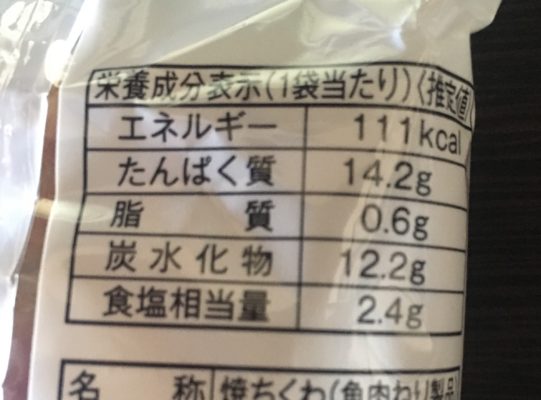 栄養成分表示(1袋当たり)〈推定値〉
エネルギー 111kcal
たんぱく質 14.2g
脂質 0.6g
炭水化物 12.2g
食塩相当量 2.4g
名称 焼ちくわ(魚肉ねり製品